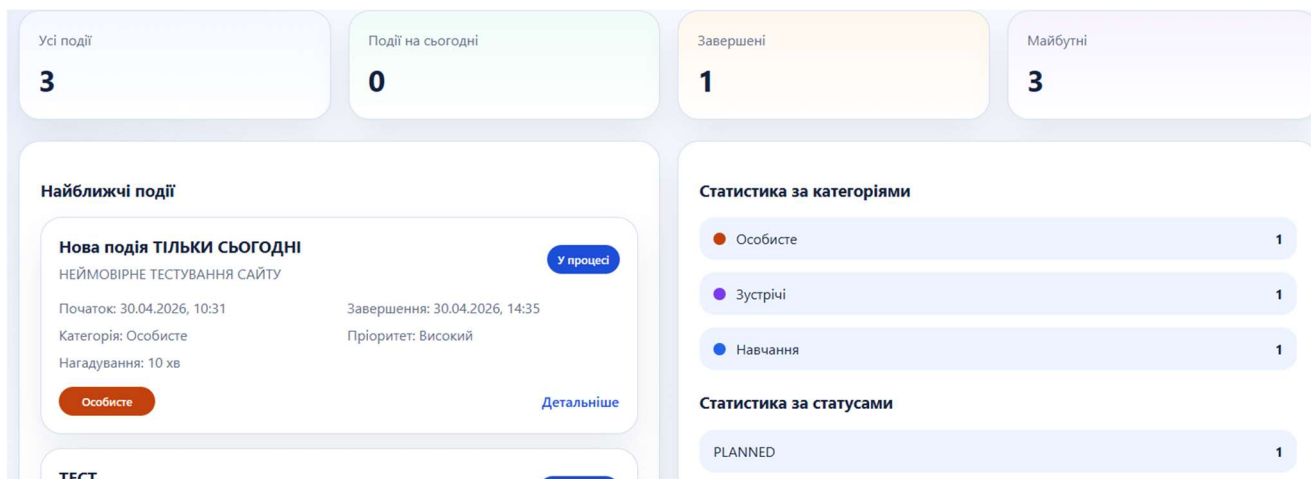 Усі події
3
Події на сьогодні
0
Завершені
1
Майбутні
3
Найближчі події
Нова подія ТІЛЬКИ СЬОГОДНІ
НЕЙМОВІРНЕ ТЕСТУВАННЯ САЙТУ
У процесі
Початок: 30.04.2026, 10:31
Завершення: 30.04.2026, 14:35
Категорія: Особисте
Пріоритет: Високий
Нагадування: 10 хв
Особисте
Детальніше
ТЕСТ
Статистика за категоріями
Особисте 1
Зустрічі 1
Навчання 1
Статистика за статусами
PLANNED 1